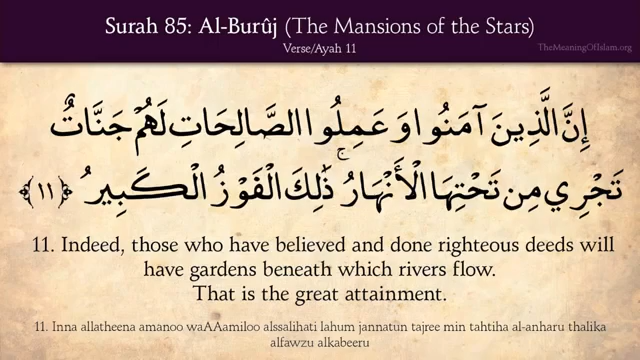 Surah 85: Al-Burûj (The Mansions of the Stars)
Verse/Ayah 11
TheMeaningOfIslam.org
إِنَّ الَّذِينَ آمَنُوا وَعَمِلُوا الصَّالِحَاتِ لَهُمْ جَنَّاتٌ
تَجْرِي مِن تَحْتِهَا الْأَنْهَارُ ۚ ذَٰلِكَ الْفَوْزُ الْكَبِيرُ ﴿١١﴾
11. Indeed, those who have believed and done righteous deeds will
have gardens beneath which rivers flow.
That is the great attainment.
11. Inna allatheena amanoo waAAamiloo alssalihati lahum jannatun tajree min tahtiha al-anharu thalika
alfawzu alkabeeru